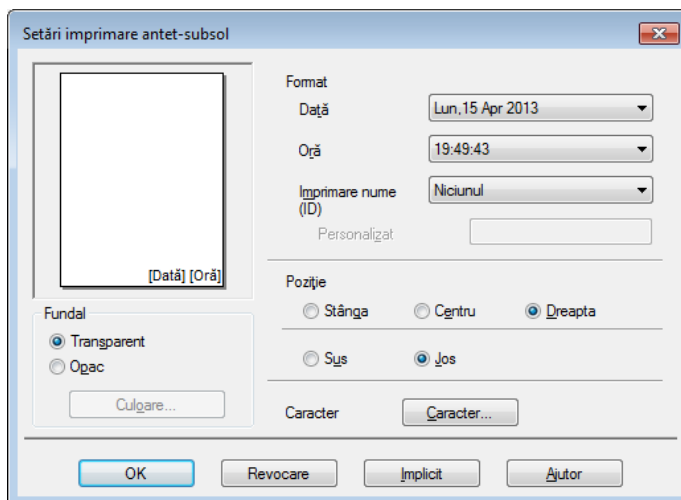 Setări imprimare antet-subsol
[Dată] [Oră]
Fundal
Transparent
Opac
Culoare...
Format
Dată
Lun,15 Apr 2013
Oră
19:49:43
Imprimare nume
(ID)
Niciunul
Personalizat
Poziţie
Stânga
Centru
Dreapta
Sus
Jos
Caracter
Caracter...
OK
Revocare
Implicit
Ajutor